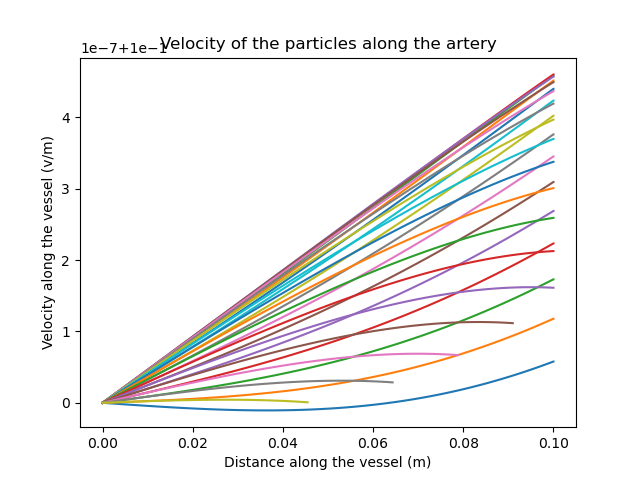 Velocity of the particles along the artery
1e−7+1e−1
4
3
2
1
0
0.00 0.02 0.04 0.06 0.08 0.10
Distance along the vessel (m)
Velocity along the vessel (v/m)